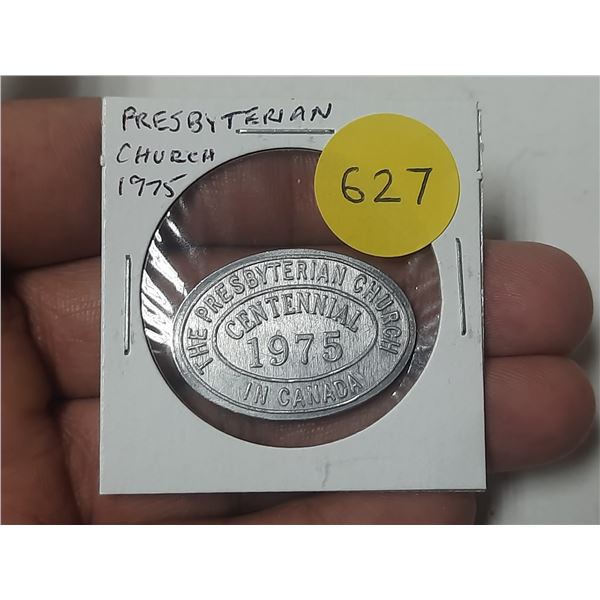 PRESBYTERIAN
CHURCH
1975
627
THE PRESBYTERIAN CHURCH
CENTENNIAL
1975
IN CANADA